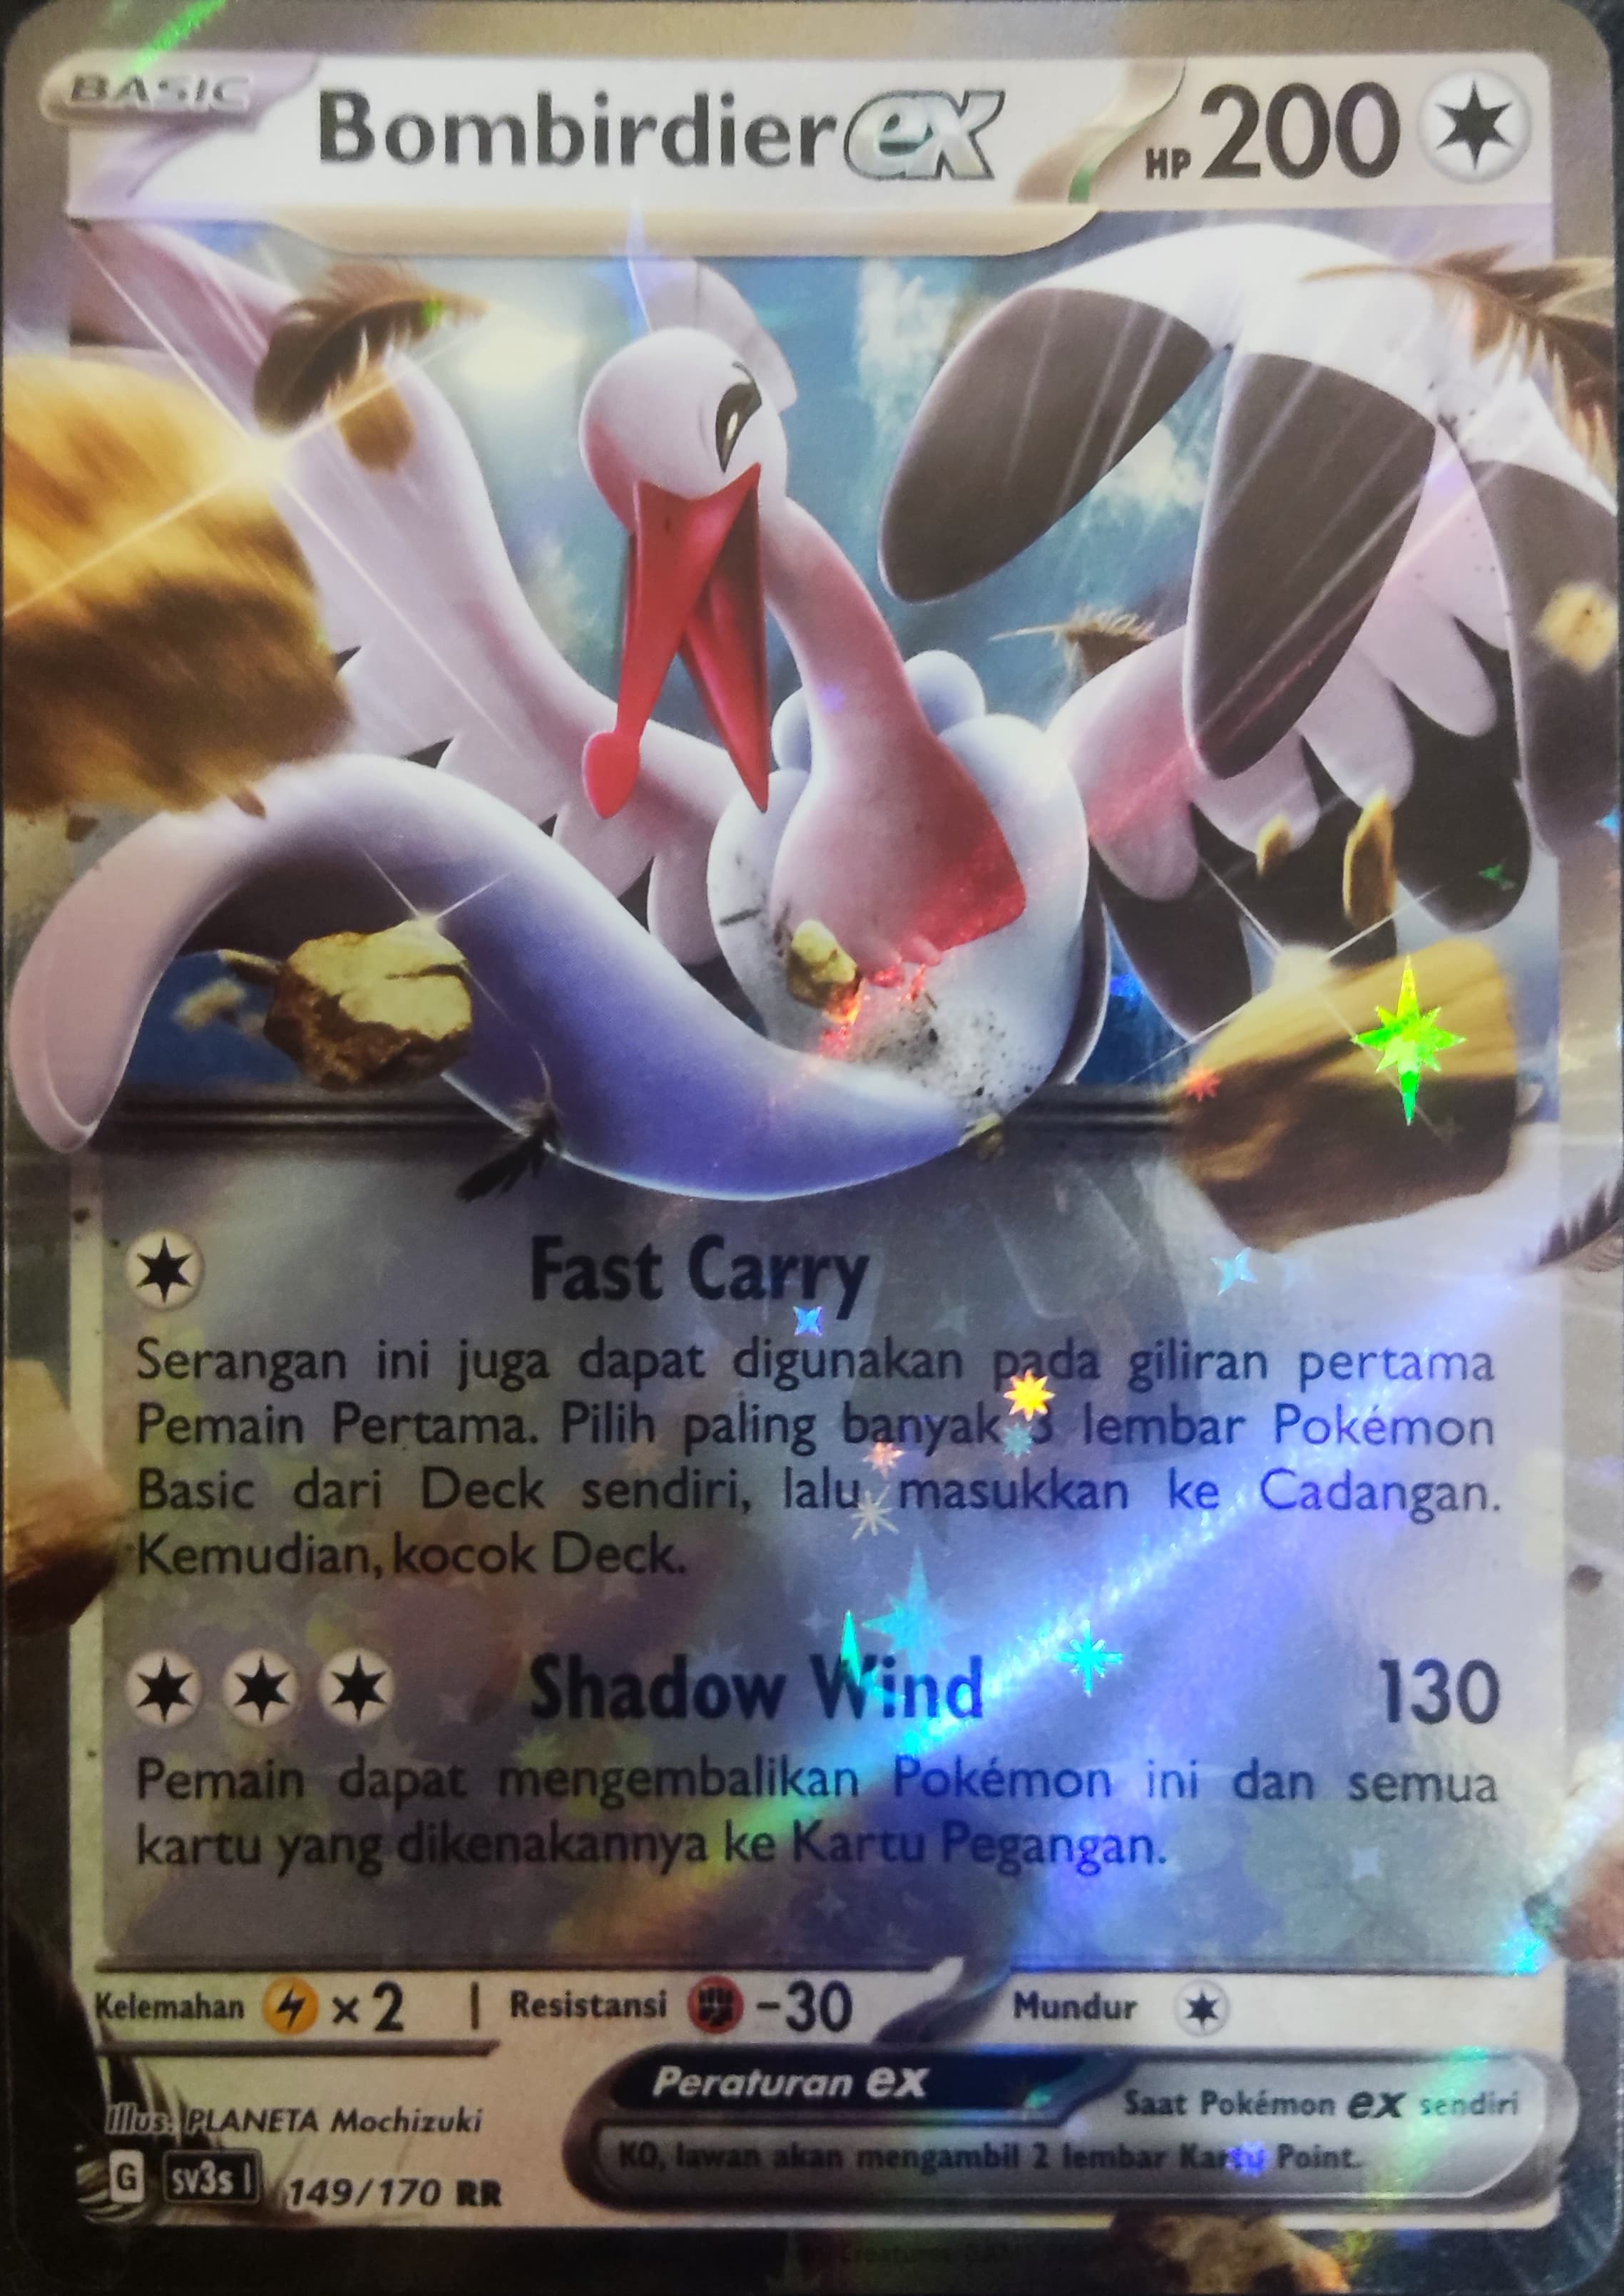 BASIC
Bombirdier ex HP 200
Fast Carry
Serangan ini juga dapat digunakan pada giliran pertama
Pemain Pertama. Pilih paling banyak 3 lembar Pokémon
Basic dari Deck sendiri, lalu masukkan ke Cadangan.
Kemudian, kocok Deck.
Shadow Wind 130
Pemain dapat mengembalikan Pokémon ini dan semua
kartu yang dikenakannya ke Kartu Pegangan.
Kelemahan ×2 | Resistansi -30 Mundur
Peraturan ex
Saat Pokémon ex sendiri
KO, lawan akan mengambil 2 lembar Kartu Point.
Illus. PLANETA Mochizuki
G sv3s I 149/170 RR